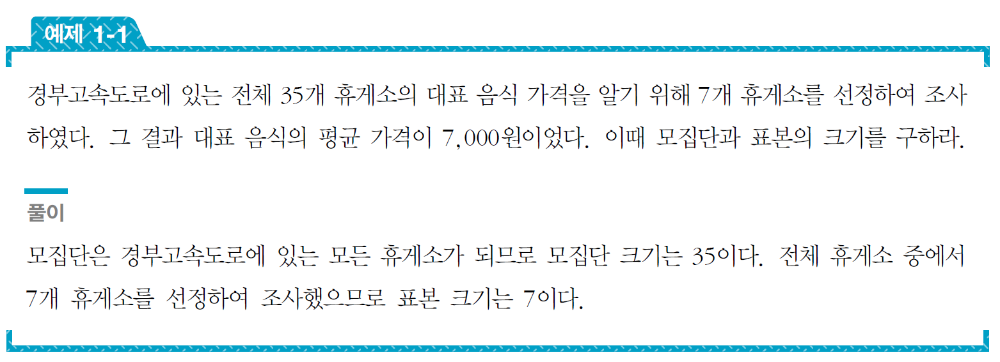 예제 1-1
경부고속도로에 있는 전체 35개 휴게소의 대표 음식 가격을 알기 위해 7개 휴게소를 선정하여 조사
하였다. 그 결과 대표 음식의 평균 가격이 7,000원이었다. 이때 모집단과 표본의 크기를 구하라.
풀이
모집단은 경부고속도로에 있는 모든 휴게소가 되므로 모집단 크기는 35이다. 전체 휴게소 중에서
7개 휴게소를 선정하여 조사했으므로 표본 크기는 7이다.